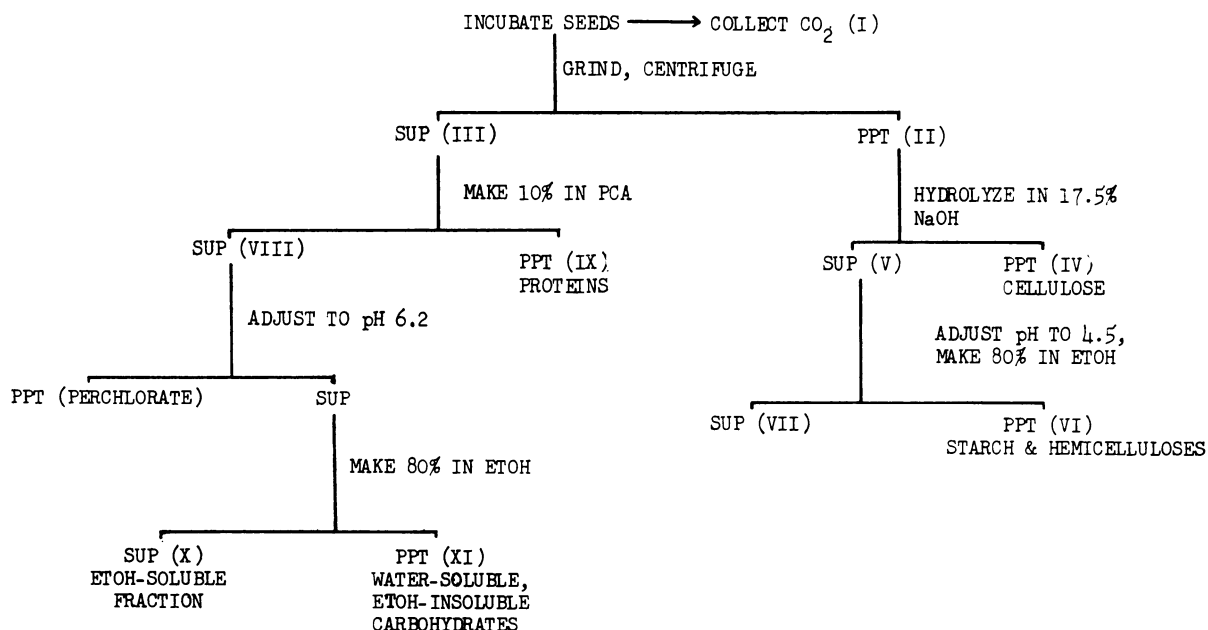 INCUBATE SEEDS → COLLECT CO₂ (I)
GRIND, CENTRIFUGE
SUP (III)
PPT (II)
MAKE 10% IN PCA
HYDROLYZE IN 17.5%
NaOH
SUP (VIII)
PPT (IX)
PROTEINS
SUP (V)
PPT (IV)
CELLULOSE
ADJUST TO pH 6.2
ADJUST pH TO 4.5,
MAKE 80% IN ETOH
PPT (PERCHLORATE)
SUP
SUP (VII)
PPT (VI)
STARCH & HEMICELLULOSES
MAKE 80% IN ETOH
SUP (X)
ETOH-SOLUBLE
FRACTION
PPT (XI)
WATER-SOLUBLE,
ETOH-INSOLUBLE
CARBOHYDRATES